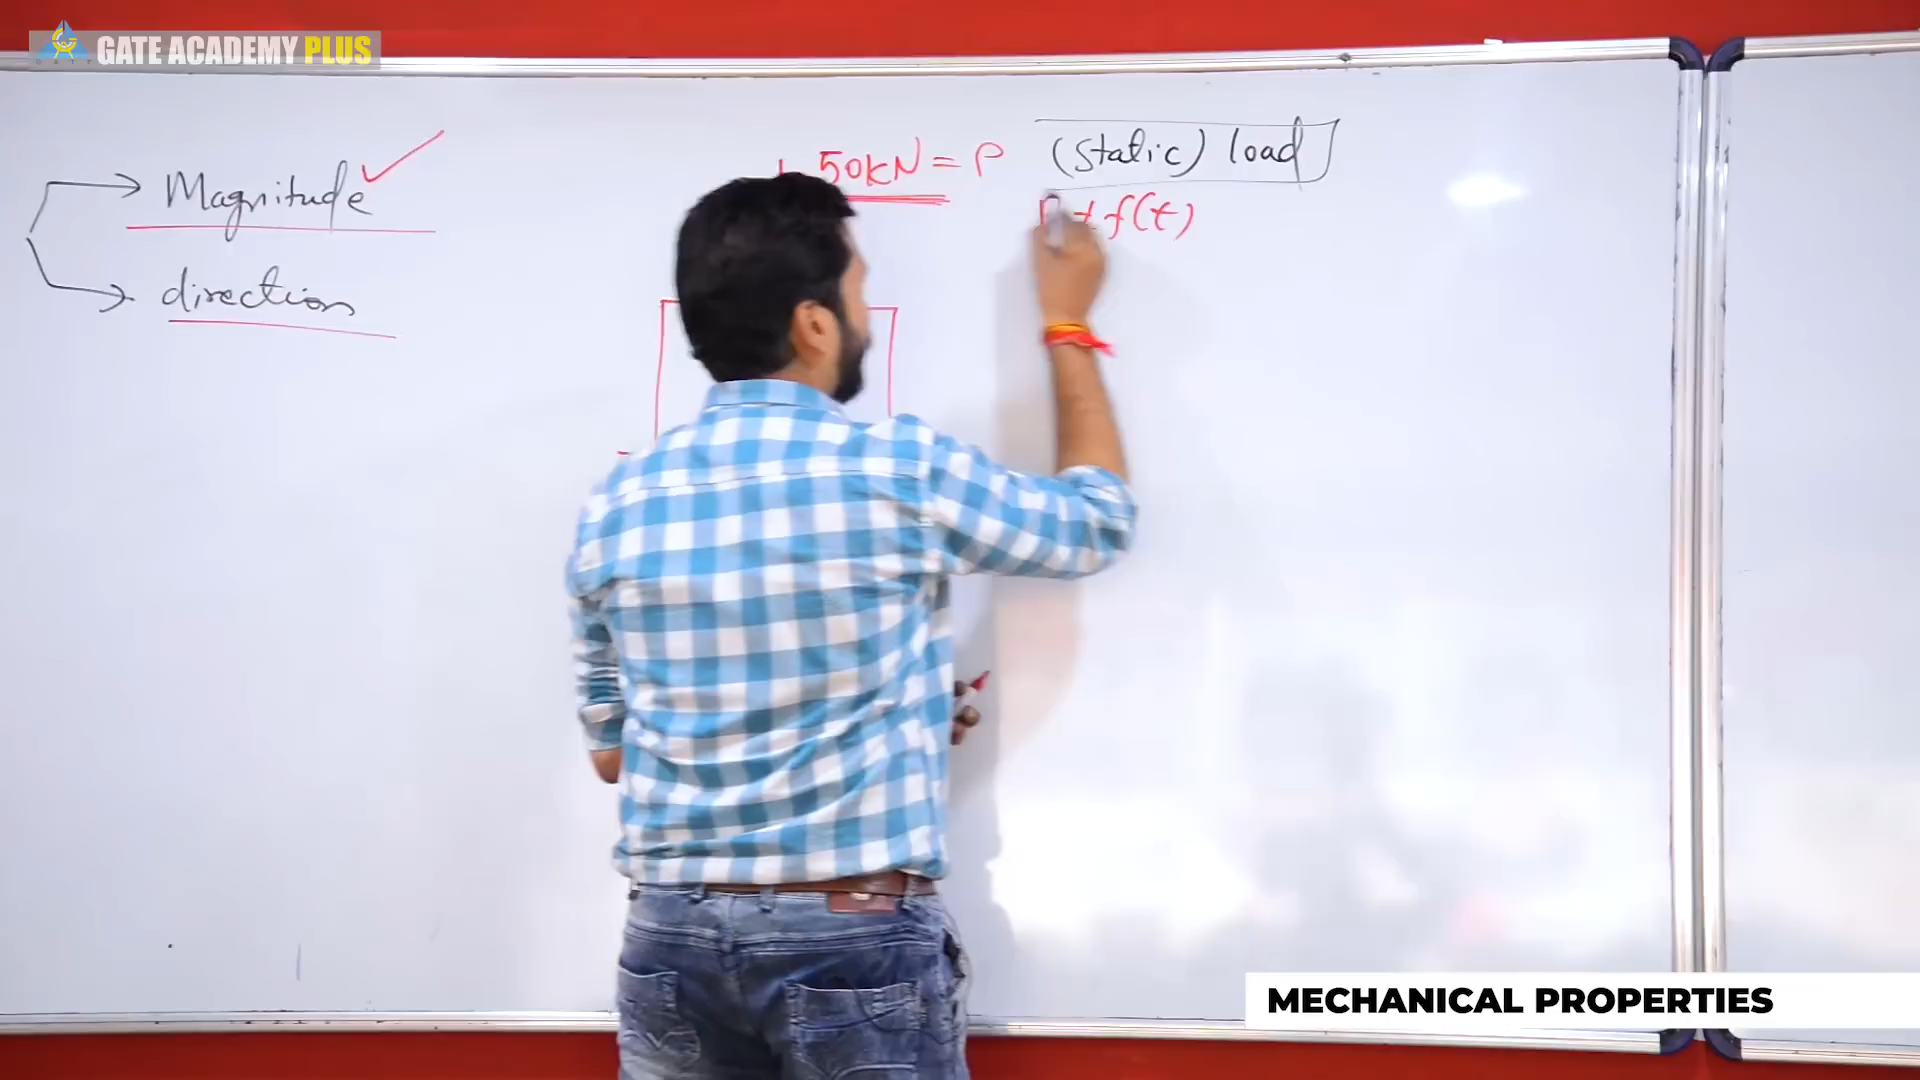 GATE ACADEMY PLUS
Magnitude
direction
50KN = P
(static) load
f(t)
MECHANICAL PROPERTIES